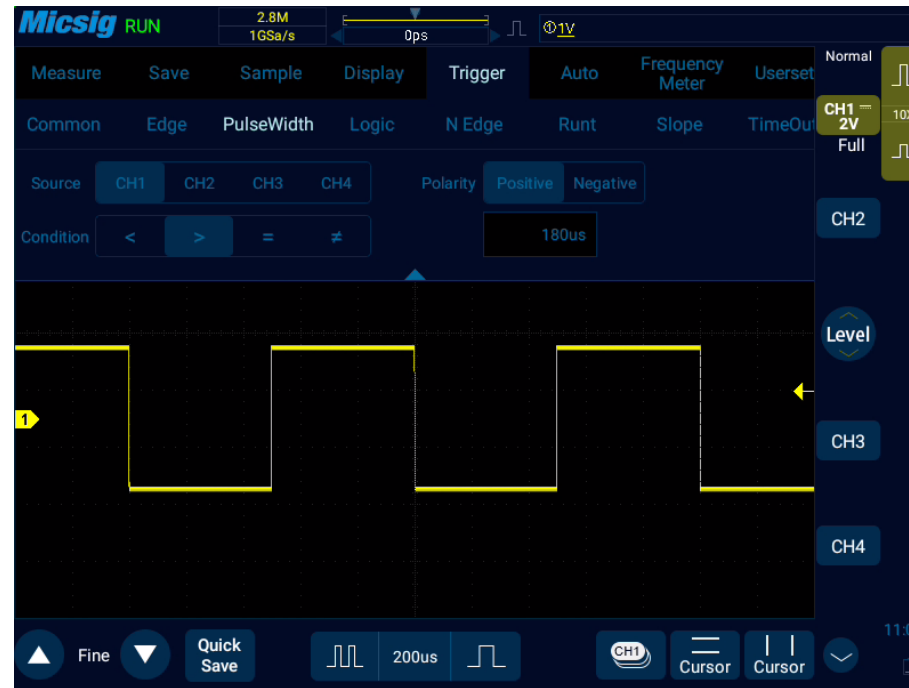 Micsig RUN 2.8M 1GSa/s 0ps ①1V
Measure Save Sample Display Trigger Auto Frequency Meter Userset
Normal
Common Edge PulseWidth Logic N Edge Runt Slope TimeOut
CH1
2V
Full
10X
Source CH1 CH2 CH3 CH4 Polarity Positive Negative
Condition < > = ≠ 180us
CH2
Level
1
CH3
CH4
Fine Quick Save 200us CH1 Cursor Cursor